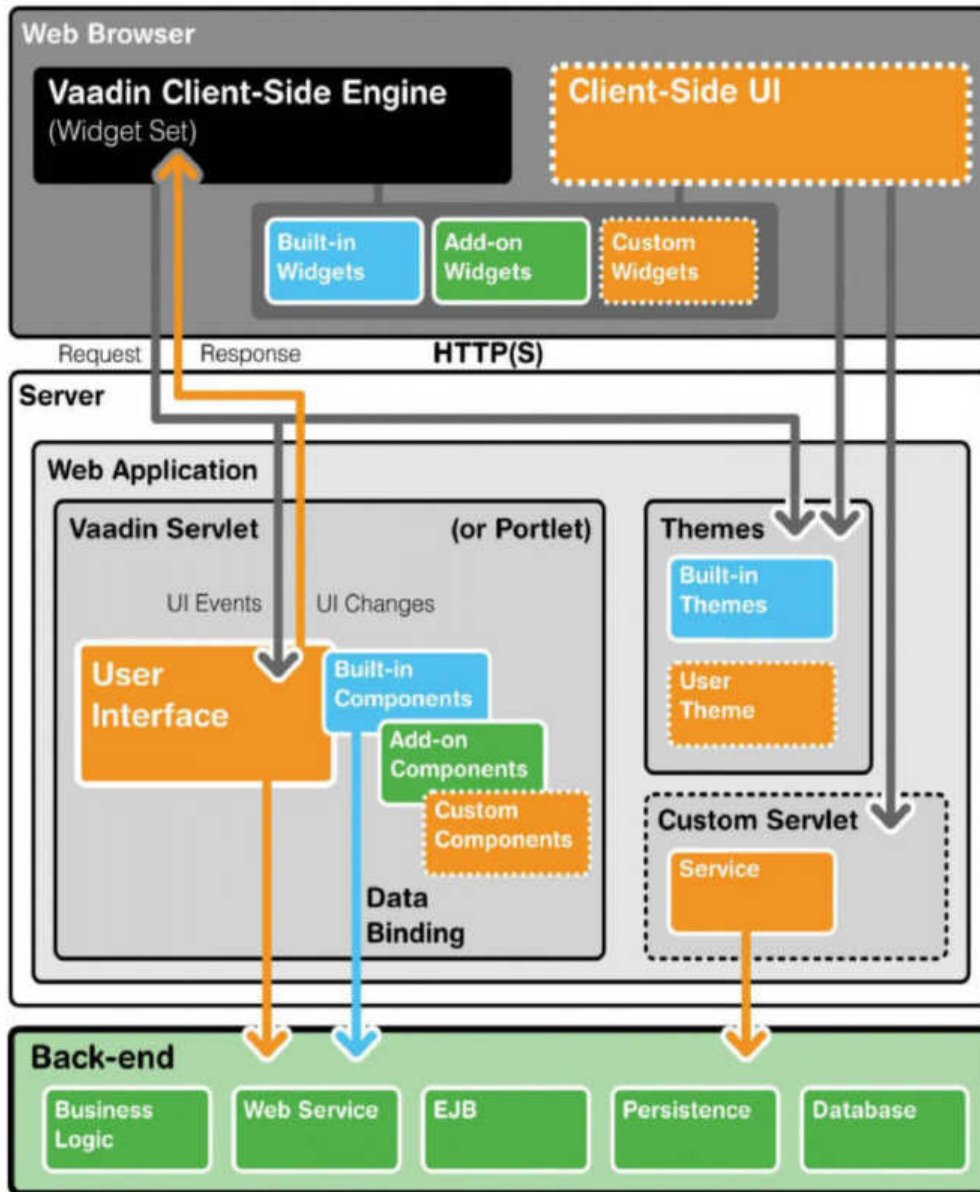 Web Browser
Vaadin Client-Side Engine
(Widget Set)
Client-Side UI
Built-in
Widgets
Add-on
Widgets
Custom
Widgets
Request
Response
HTTP(S)
Server
Web Application
Vaadin Servlet
(or Portlet)
UI Events
UI Changes
User
Interface
Built-in
Components
Add-on
Components
Custom
Components
Data
Binding
Themes
Built-in
Themes
User
Theme
Custom Servlet
Service
Back-end
Business
Logic
Web Service
EJB
Persistence
Database